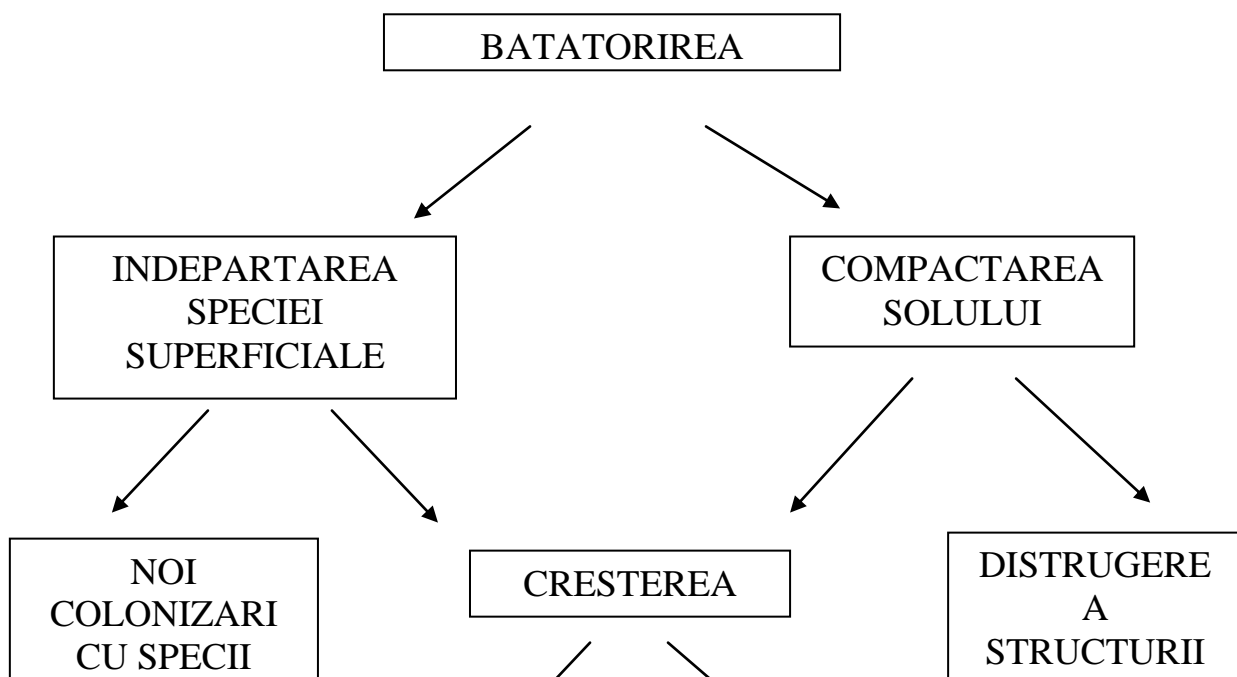 BATATORIREA
INDEPARTAREA
SPECIEI
SUPERFICIALE
COMPACTAREA
SOLULUI
NOI
COLONIZARI
CU SPECII
CRESTEREA
DISTRUGERE
A
STRUCTURII